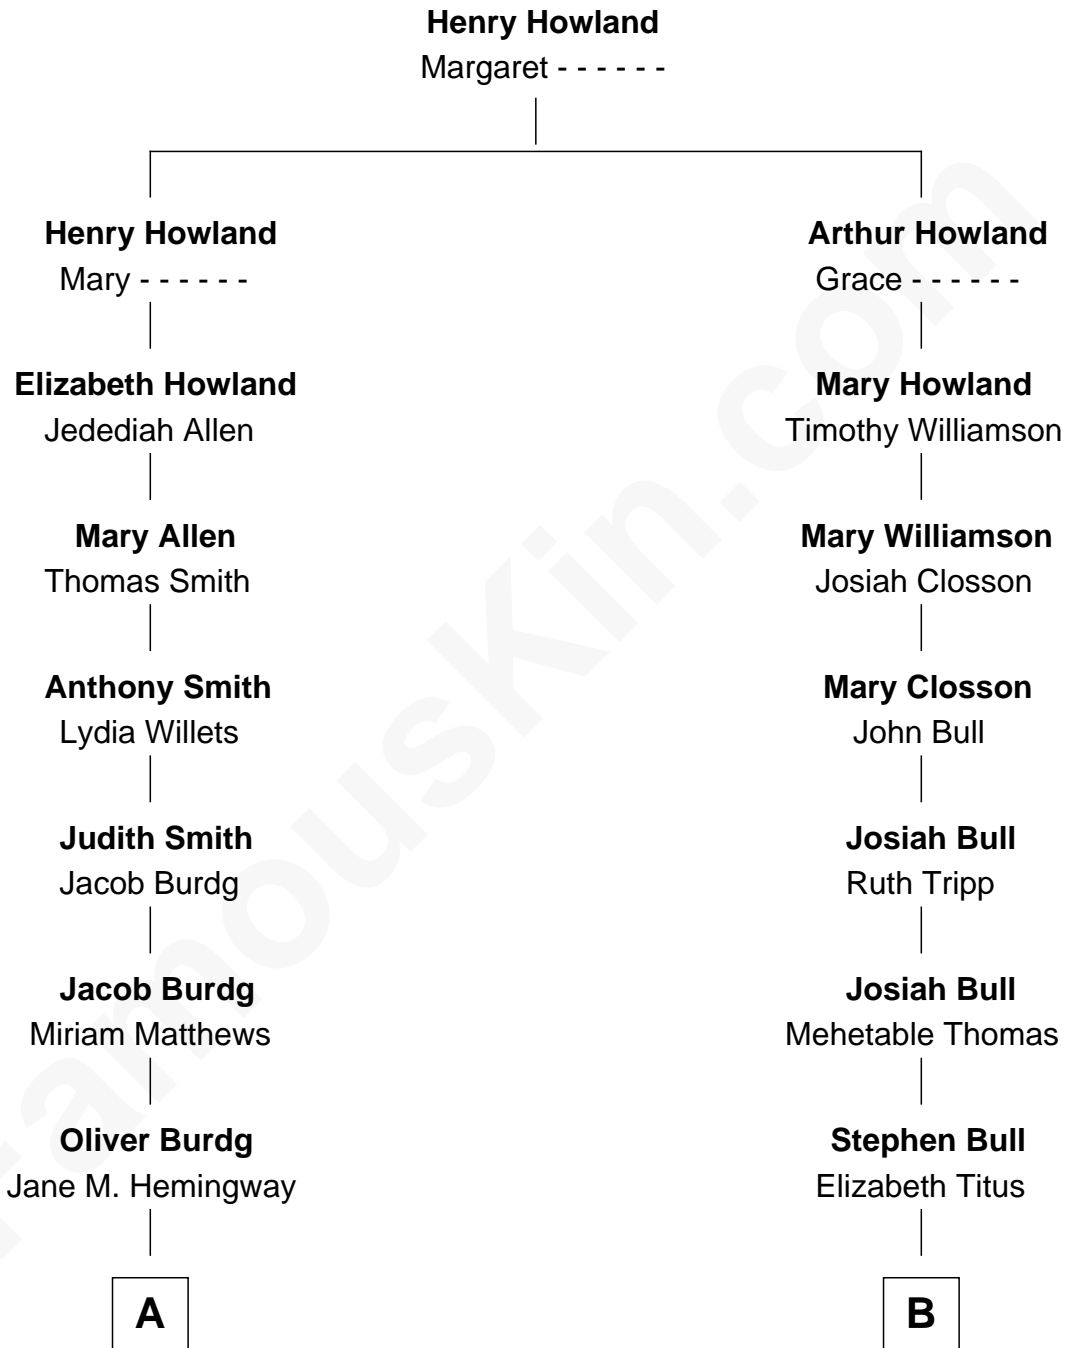 Henry Howland
Margaret - - - - - -
Henry Howland
Mary - - - - - -
Elizabeth Howland
Jedediah Allen
Mary Allen
Thomas Smith
Anthony Smith
Lydia Willets
Judith Smith
Jacob Burdg
Jacob Burdg
Miriam Matthews
Oliver Burdg
Jane M. Hemingway
A
Arthur Howland
Grace - - - - - -
Mary Howland
Timothy Williamson
Mary Williamson
Josiah Closson
Mary Closson
John Bull
Josiah Bull
Ruth Tripp
Josiah Bull
Mehetable Thomas
Stephen Bull
Elizabeth Titus
B
FamousKin.com